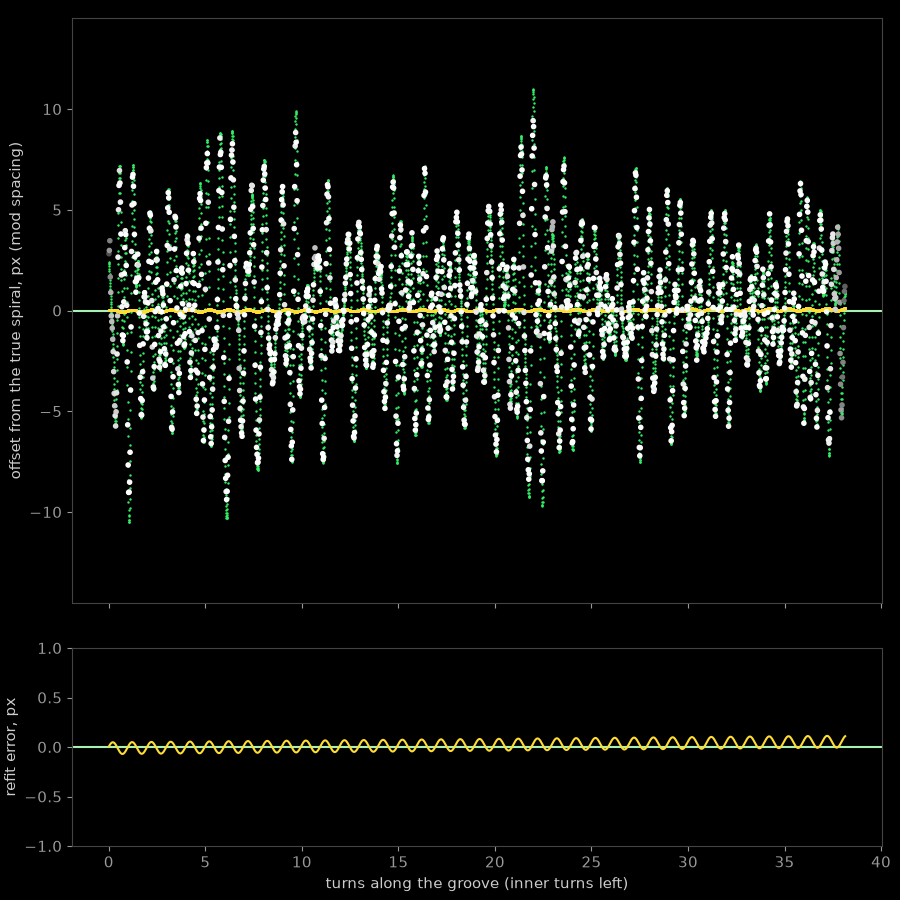 offset from the true spiral, px (mod spacing)
10
5
0
−5
−10
refit error, px
1.0
0.5
0.0
−0.5
−1.0
0 5 10 15 20 25 30 35 40
turns along the groove (inner turns left)